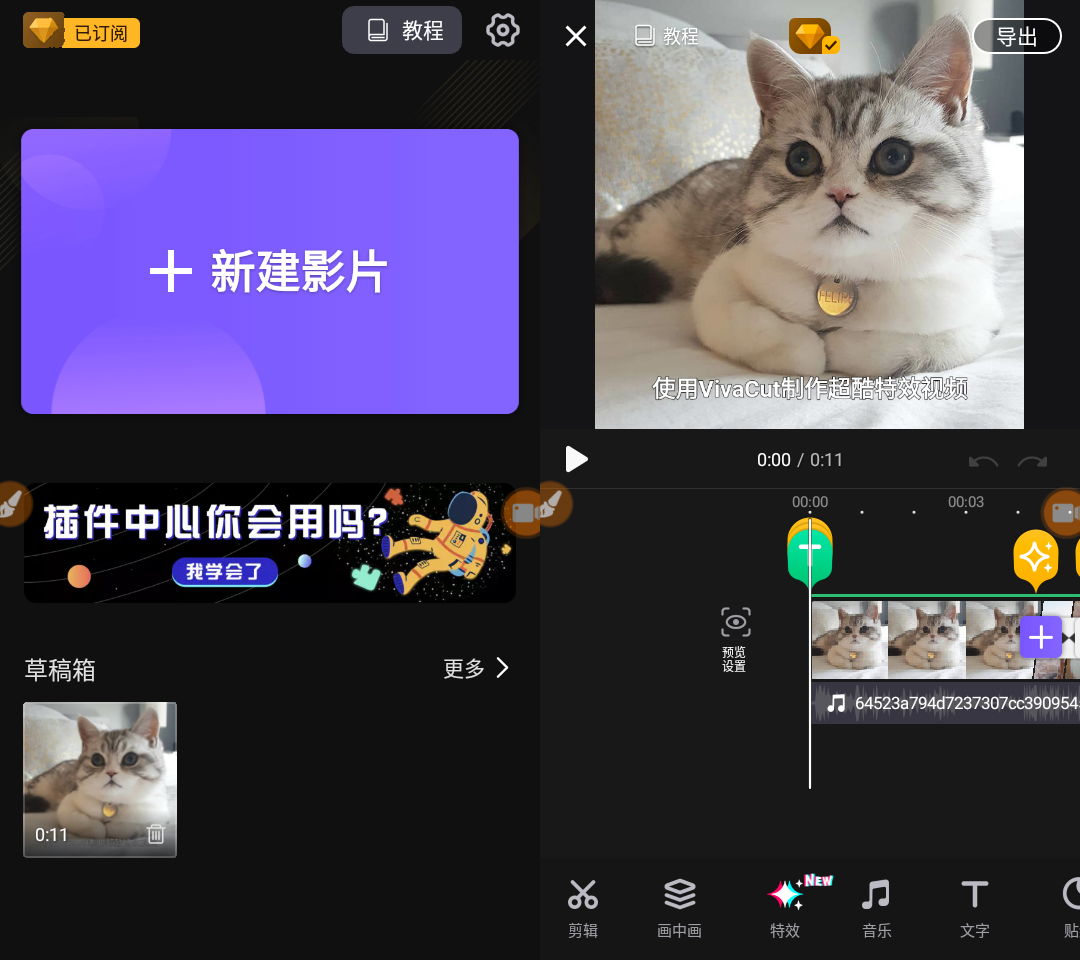 已订阅
教程
新建影片
插件中心你会用吗?
我学会了
草稿箱
更多
0:11
教程
导出
FELIPE
使用VivaCut制作超酷特效视频
0:00 / 0:11
00:00
00:03
预览
设置
64523a794d7237307cc390954
剪辑
画中画
特效
NEW
音乐
文字
贴